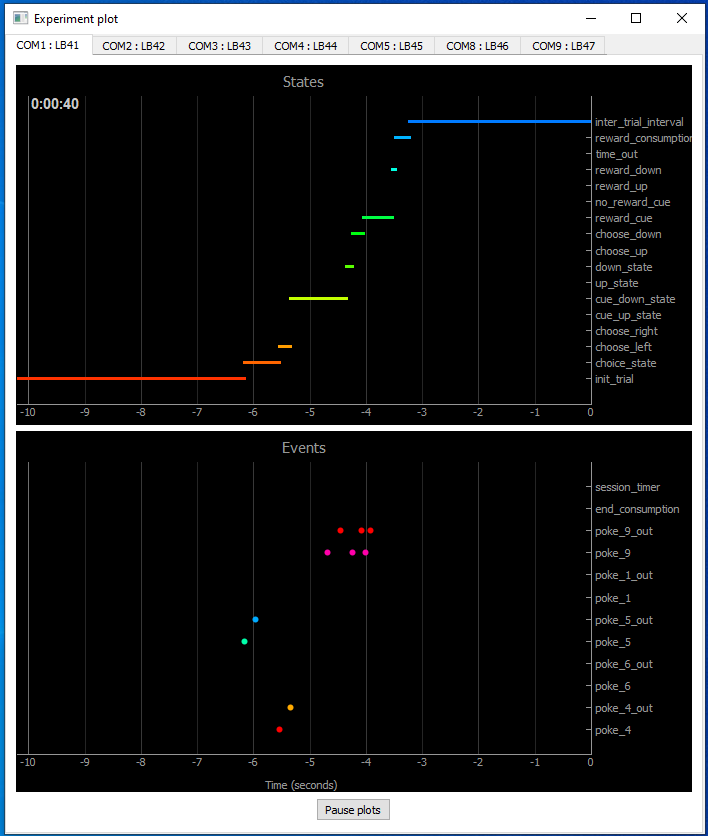 Experiment plot
COM1 : LB41 COM2 : LB42 COM3 : LB43 COM4 : LB44 COM5 : LB45 COM8 : LB46 COM9 : LB47
States
0:00:40
inter_trial_interval
reward_consumption
time_out
reward_down
reward_up
no_reward_cue
reward_cue
choose_down
choose_up
down_state
up_state
cue_down_state
cue_up_state
choose_right
choose_left
choice_state
init_trial
-10 -9 -8 -7 -6 -5 -4 -3 -2 -1 0
Events
session_timer
end_consumption
poke_9_out
poke_9
poke_1_out
poke_1
poke_5_out
poke_5
poke_6_out
poke_6
poke_4_out
poke_4
-10 -9 -8 -7 -6 -5 -4 -3 -2 -1 0
Time (seconds)
Pause plots